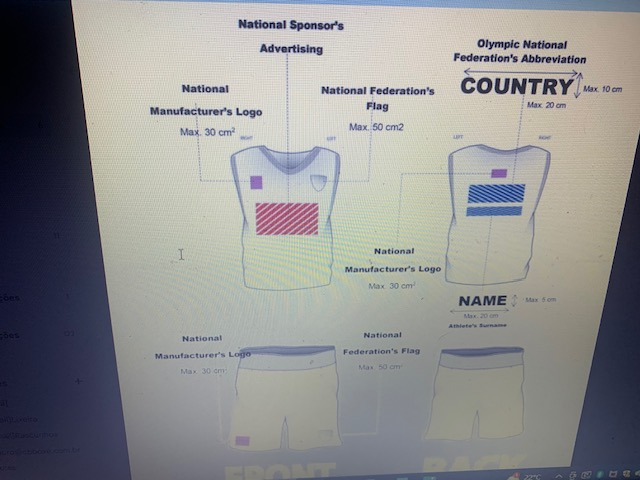 National Sponsor's
Advertising
Olympic National
Federation's Abbreviation
COUNTRY
Max. 10 cm
Max. 20 cm
National
Manufacturer's Logo
Max. 30 cm²
National Federation's
Flag
Max. 50 cm2
RIGHT
LEFT
LEFT
RIGHT
National
Manufacturer's Logo
Max. 30 cm²
NAME
Max 5 cm
Max. 20 cm
Athlete's Surname
National
Manufacturer's Logo
Max 30 cm
National
Federation's Flag
Max 50 cm
FRONT
BACK
22°C